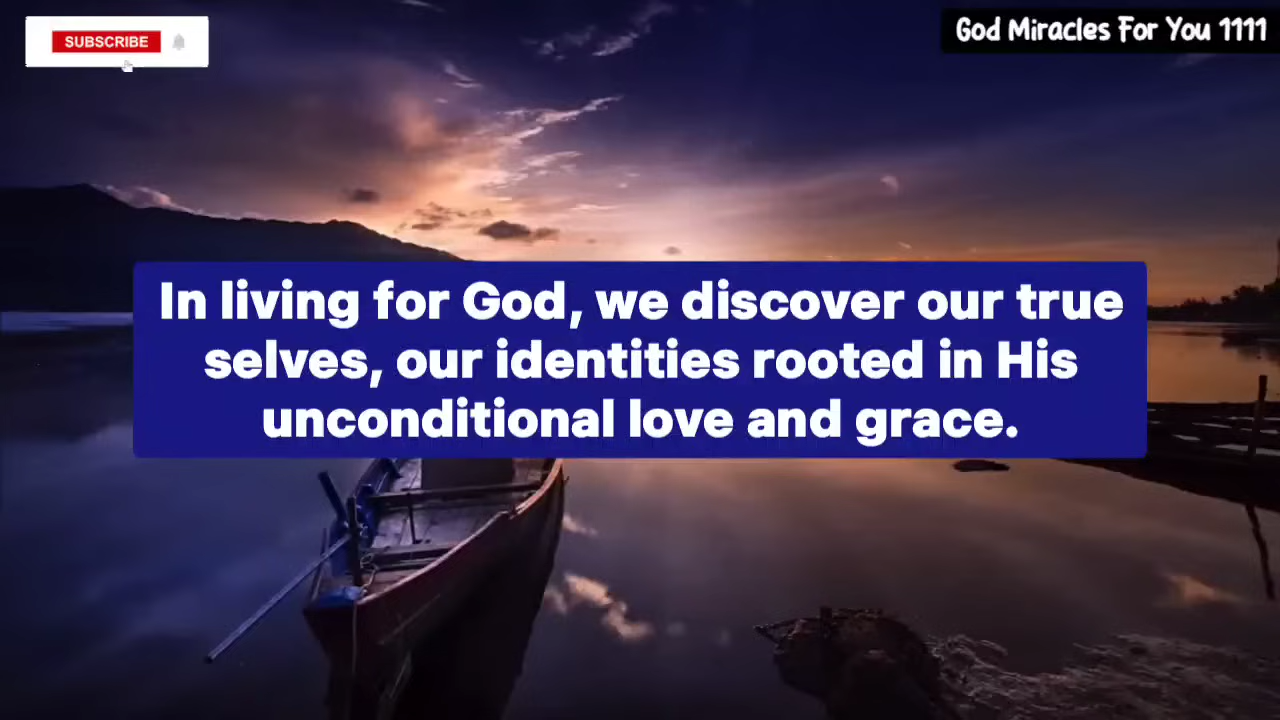 SUBSCRIBE
God Miracles For You 1111
In living for God, we discover our true
selves, our identities rooted in His
unconditional love and grace.